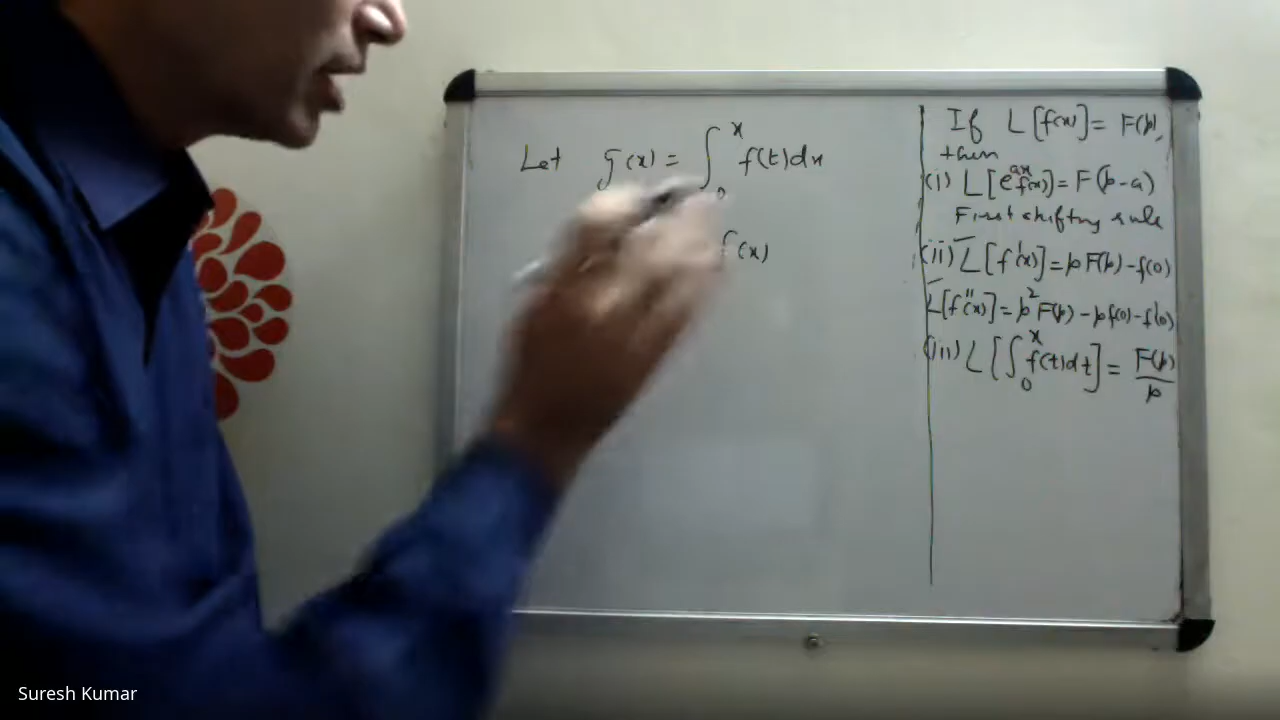 Let g(x) = ∫₀ˣ f(t)dx
f(x)
If L[f(x)] = F(p),
then
(i) L[eᵃˣf(x)] = F(p-a)
First shifting rule
(ii) L[f'(x)] = pF(p) - f(0)
L[f''(x)] = p²F(p) - pf(0) - f'(0)
(iii) L[∫₀ˣ f(t)dt] = F(p)/p
Suresh Kumar